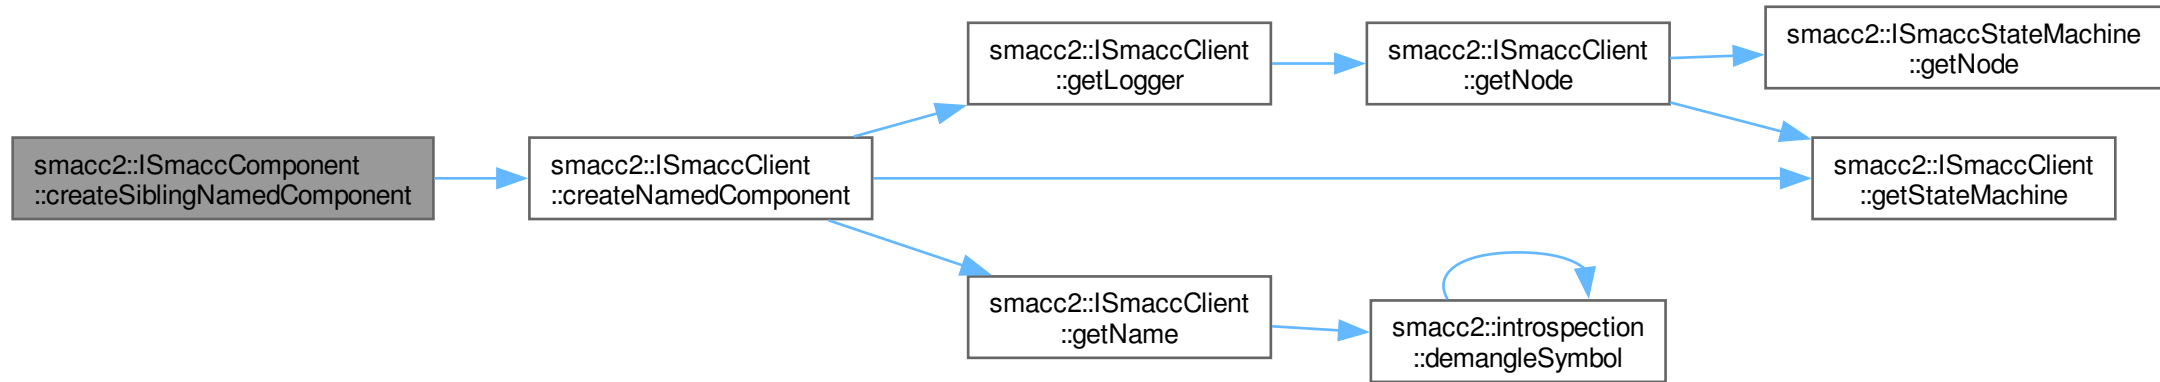 smacc2::ISmaccComponent
::createSiblingNamedComponent
smacc2::ISmaccClient
::createNamedComponent
smacc2::ISmaccClient
::getLogger
smacc2::ISmaccClient
::getNode
smacc2::ISmaccStateMachine
::getNode
smacc2::ISmaccClient
::getStateMachine
smacc2::ISmaccClient
::getName
smacc2::introspection
::demangleSymbol